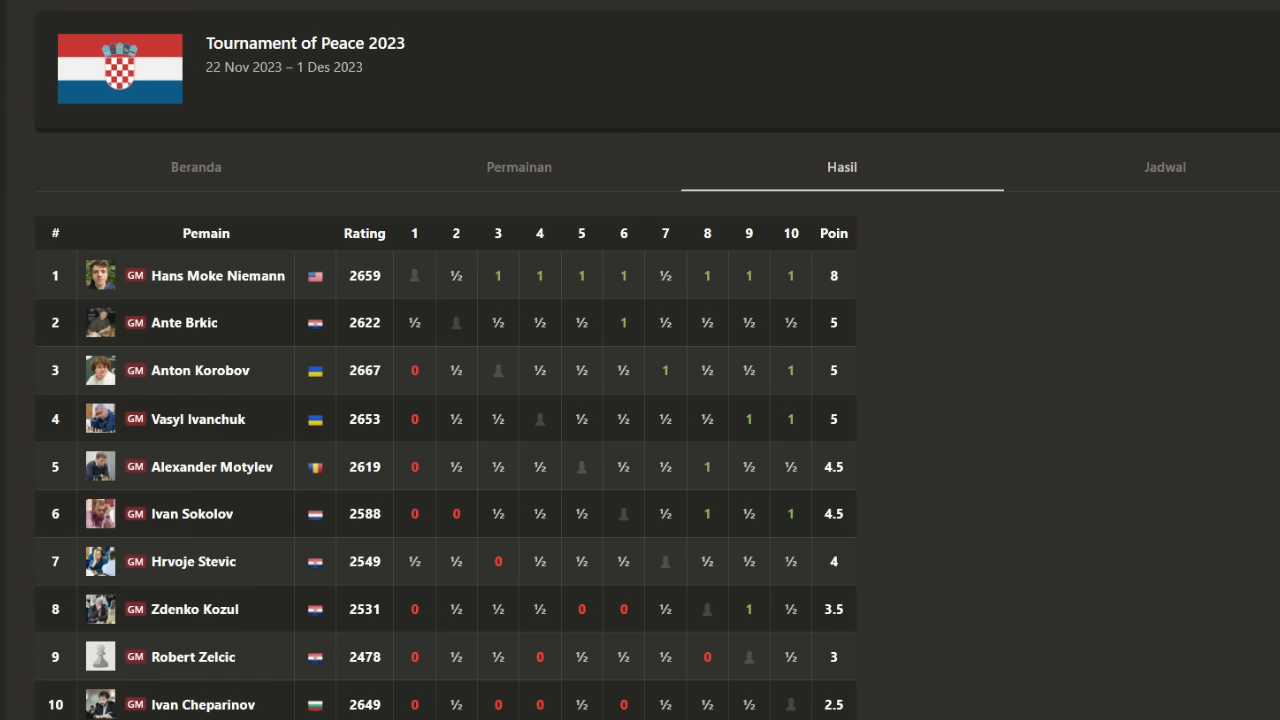 Tournament of Peace 2023
22 Nov 2023 – 1 Des 2023
Beranda Permainan Hasil Jadwal
# Pemain Rating 1 2 3 4 5 6 7 8 9 10 Poin
1 GM Hans Moke Niemann 2659 ½ 1 1 1 1 ½ 1 1 1 8
2 GM Ante Brkic 2622 ½ ½ ½ ½ 1 ½ ½ ½ ½ 5
3 GM Anton Korobov 2667 0 ½ ½ ½ ½ 1 ½ ½ 1 5
4 GM Vasyl Ivanchuk 2653 0 ½ ½ ½ ½ ½ ½ 1 1 5
5 GM Alexander Motylev 2619 0 ½ ½ ½ ½ ½ 1 ½ ½ 4.5
6 GM Ivan Sokolov 2588 0 0 ½ ½ ½ ½ 1 ½ 1 4.5
7 GM Hrvoje Stevic 2549 ½ ½ 0 ½ ½ ½ ½ ½ ½ 4
8 GM Zdenko Kozul 2531 0 ½ ½ ½ 0 0 ½ 1 ½ 3.5
9 GM Robert Zelcic 2478 0 ½ ½ 0 ½ ½ ½ 0 ½ 3
10 GM Ivan Cheparinov 2649 0 ½ 0 0 ½ 0 ½ ½ ½ 2.5